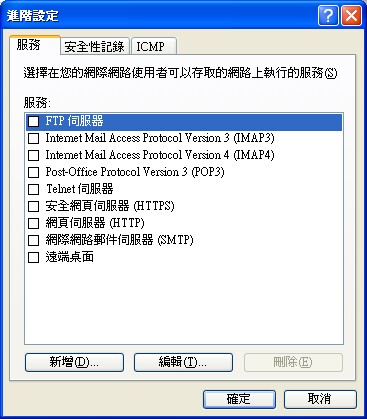 進階設定
服務
安全性記錄
ICMP
選擇在您的網際網路使用者可以存取的網路上執行的服務(S)
服務:
FTP 伺服器
Internet Mail Access Protocol Version 3 (IMAP3)
Internet Mail Access Protocol Version 4 (IMAP4)
Post-Office Protocol Version 3 (POP3)
Telnet 伺服器
安全網頁伺服器 (HTTPS)
網頁伺服器 (HTTP)
網際網路郵件伺服器 (SMTP)
遠端桌面
新增(D)...
編輯(T)...
刪除(E)
確定
取消